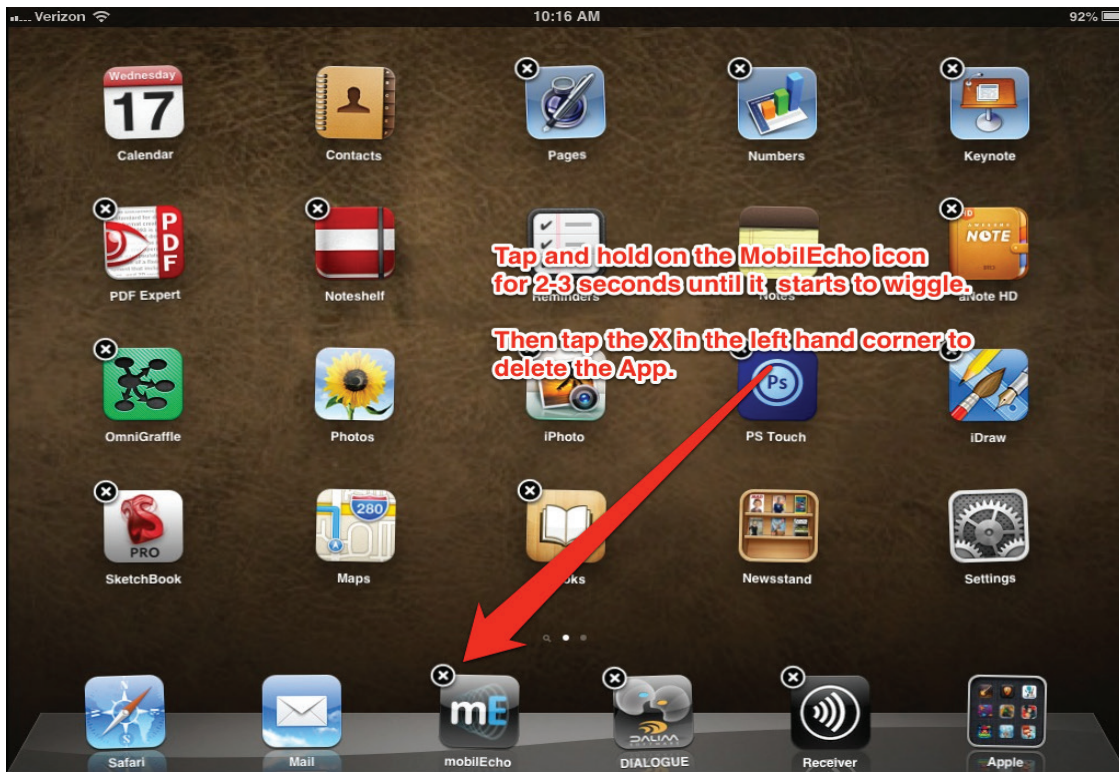 Verizon
10:16 AM
92%
Wednesday
17
Calendar
Contacts
Pages
Numbers
Keynote
PDF
PDF Expert
Noteshelf
Reminders
Notes
NOTE
aNote HD
Tap and hold on the MobilEcho icon
for 2-3 seconds until it starts to wiggle.
Then tap the X in the left hand corner to
delete the App.
OmniGraffle
Photos
iPhoto
Ps
PS Touch
iDraw
PRO
SketchBook
280
Maps
Newsstand
Settings
Safari
Mail
mE
mobilEcho
DALIM
DIALOGUE
Receiver
Apple